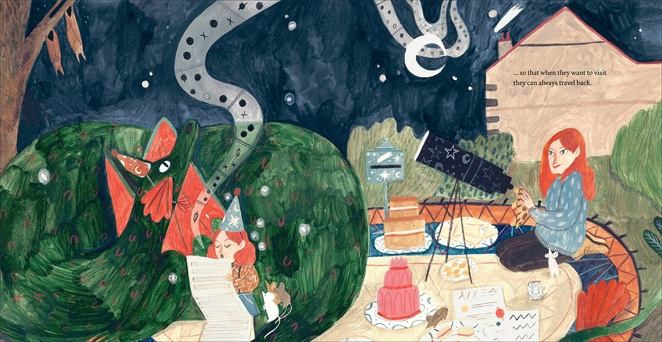 ... so that when they want to visit
they can always travel back.